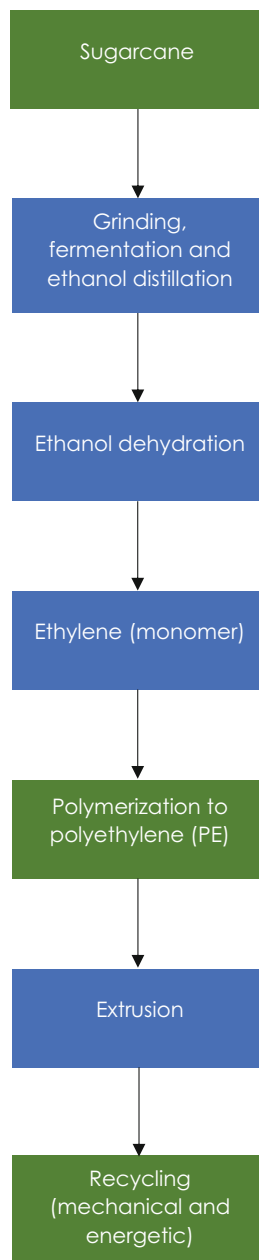 Sugarcane
Grinding,
fermentation and
ethanol distillation
Ethanol dehydration
Ethylene (monomer)
Polymerization to
polyethylene (PE)
Extrusion
Recycling
(mechanical and
energetic)